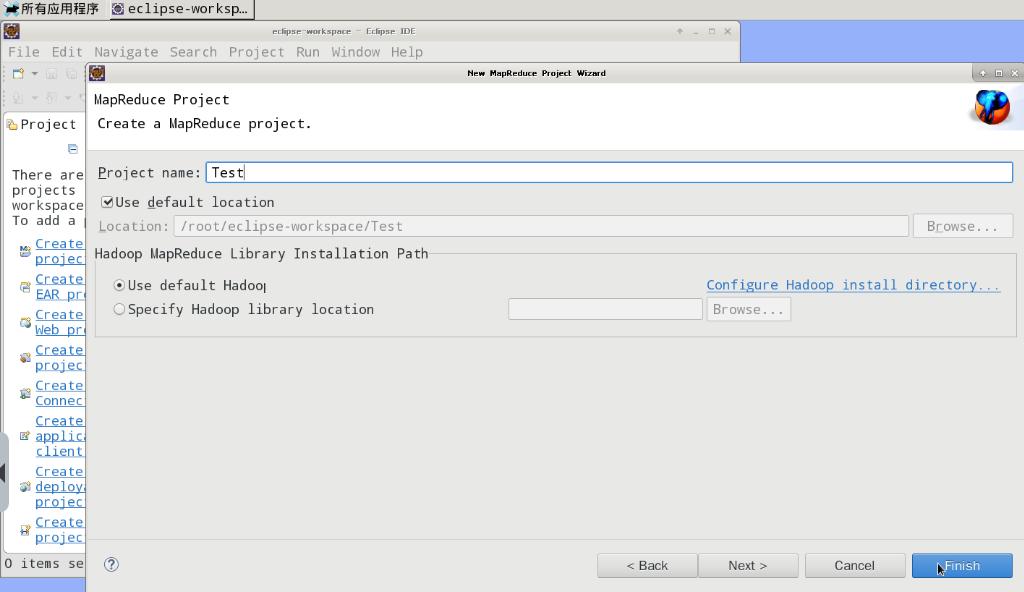 所有应用程序
eclipse-worksp…
eclipse-workspace - Eclipse IDE
File Edit Navigate Search Project Run Window Help
New MapReduce Project Wizard
MapReduce Project
Create a MapReduce project.
Project
There are
projects
workspace
To add a
Create
projec
Create
EAR pr
Create
Web pr
Create
projec
Create
Connec
Create
applic
client
Create
deploy
projec
Create
projec
0 items se
Project name: Test
Use default location
Location: /root/eclipse-workspace/Test
Browse...
Hadoop MapReduce Library Installation Path
Use default Hadoop
Configure Hadoop install directory...
Specify Hadoop library location
Browse...
< Back
Next >
Cancel
Finish